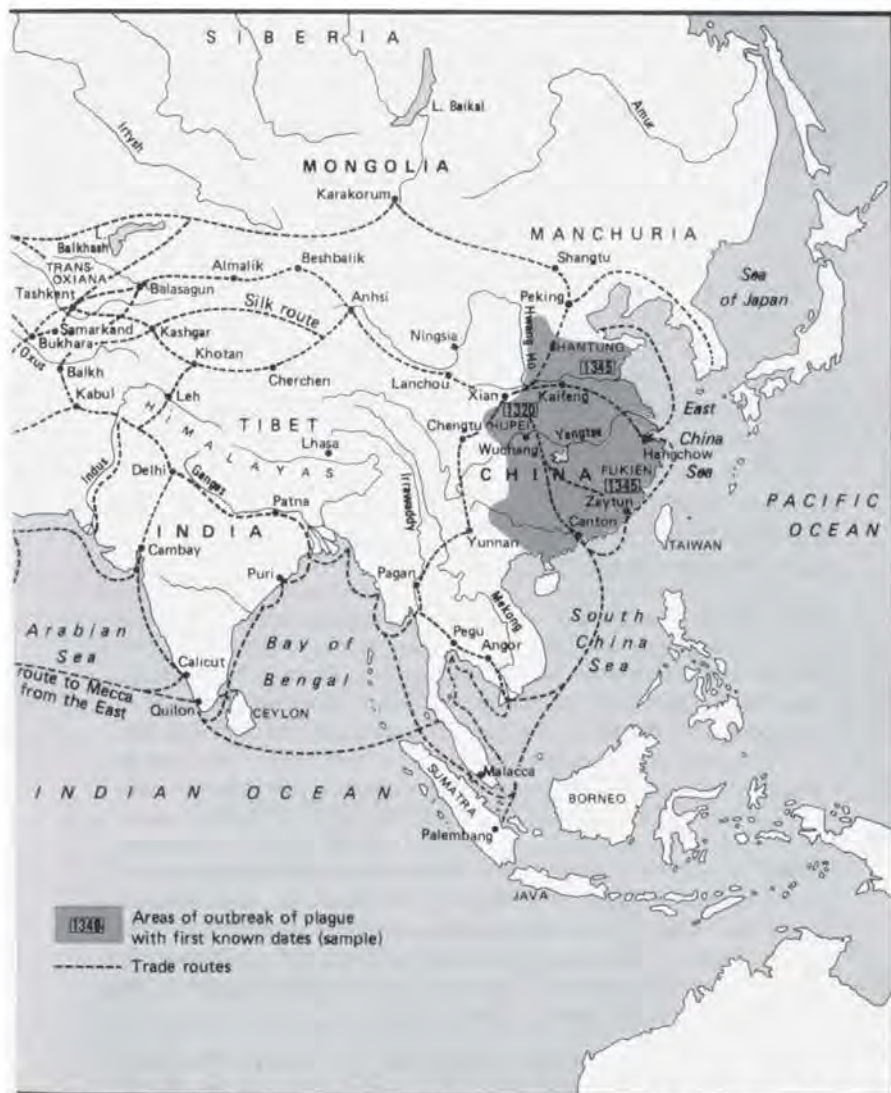 SIBERIA
L. Baikal
Irtysh
Amur
MONGOLIA
Karakorum
MANCHURIA
L.
Balkhash
Shangtu
TRANS-
OXIANA
Almalik
Beshbalik
Sea
of Japan
Tashkent
Balasagun
Peking
Anhsi
Silk route
Hwang Ho
Samarkand
Kashgar
Ningsia
SHANTUNG
Bukhara
1345
Oxus
Khotan
Balkh
Cherchen
Lanchou
Kabul
Xian
Kaifeng
Leh
1320
East
China
Sea
HIMALAYAS
TIBET
Chengtu
HUPEI
Yangtse
Lhasa
Wuchang
Hangchow
Indus
Delhi
Ganges
Irrawaddy
CHINA
FUKIEN
1345
PACIFIC
OCEAN
Patna
Zaytun
INDIA
Canton
Cambay
Yunnan
TAIWAN
Puri
Pagan
Mekong
Arabian
Sea
Bay of
Bengal
Pegu
Angor
South
China
Sea
Calicut
route to Mecca
from the East
Quilon
CEYLON
INDIAN OCEAN
Malacca
SUMATRA
BORNEO
Palembang
JAVA
Areas of outbreak of plague
with first known dates (sample)
Trade routes